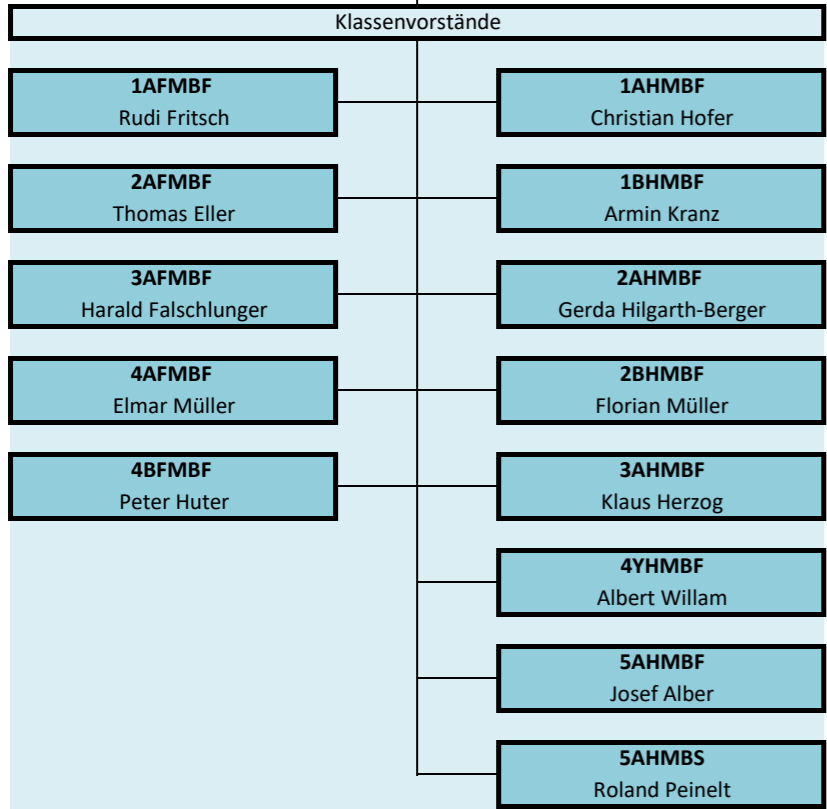 Klassenvorstände
1AFMBF
Rudi Fritsch
1AHMBF
Christian Hofer
2AFMBF
Thomas Eller
1BHMBF
Armin Kranz
3AFMBF
Harald Falschlunger
2AHMBF
Gerda Hilgarth-Berger
4AFMBF
Elmar Müller
2BHMBF
Florian Müller
4BFMBF
Peter Huter
3AHMBF
Klaus Herzog
4YHMBF
Albert Willam
5AHMBF
Josef Alber
5AHMBS
Roland Peinelt